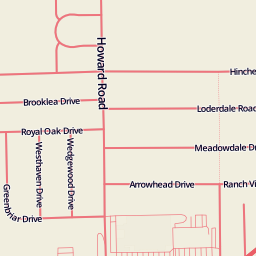 Howard Road
Hinche
Brooklea Drive
Loderdale Road
Royal Oak Drive
Meadowdale D
Westhaven Drive
Wedgewood Drive
Arrowhead Drive
Ranch Vi
Greenbriar Drive